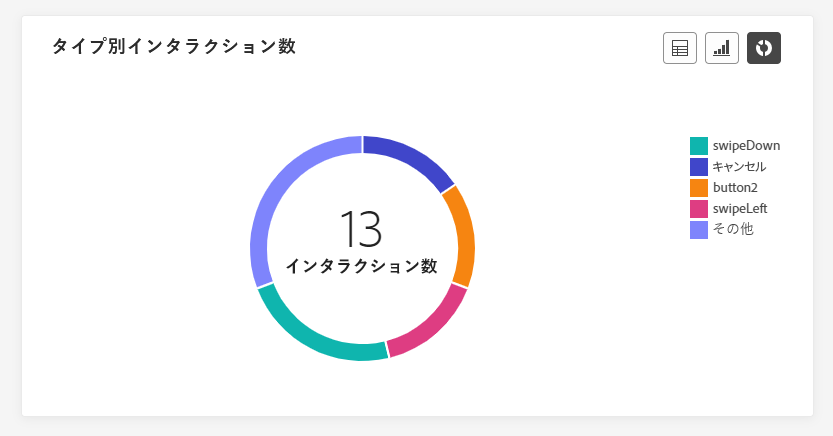 タイプ別インタラクション数
13
インタラクション数
swipeDown
キャンセル
button2
swipeLeft
その他